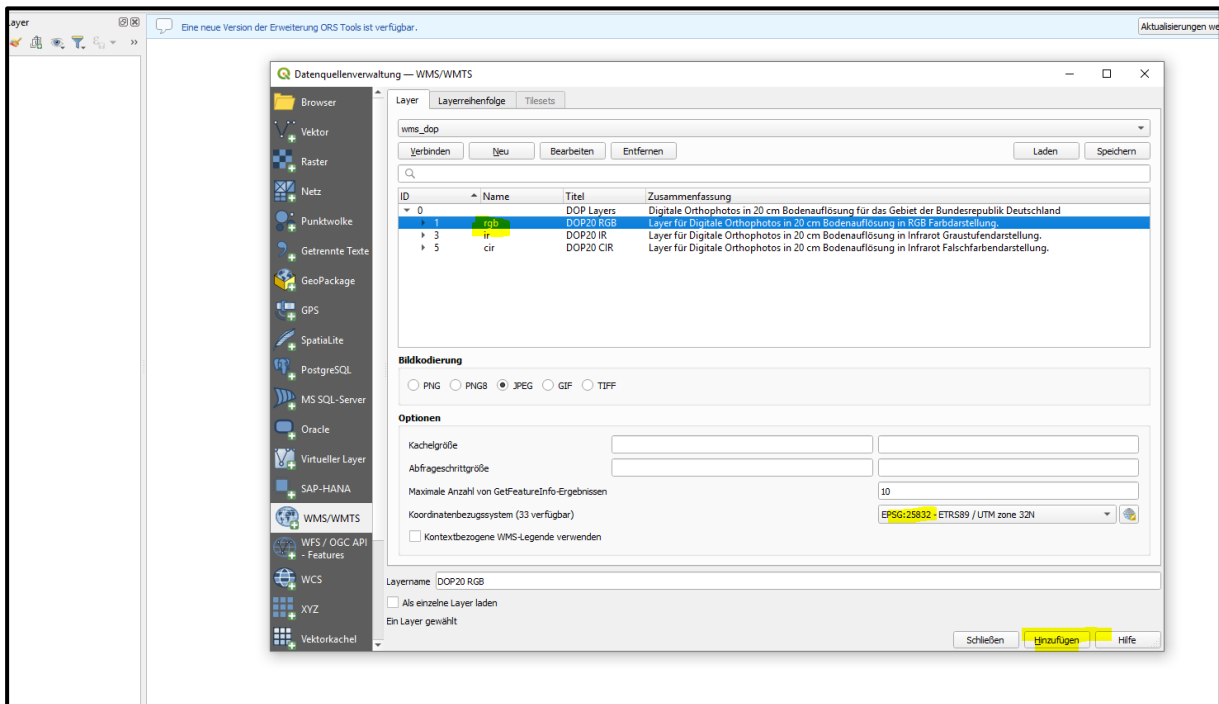 ayer
Eine neue Version der Erweiterung ORS Tools ist verfügbar.
Aktualisierungen we
»
Datenquellenverwaltung — WMS/WMTS
Browser
Vektor
Raster
Netz
Punktwolke
Getrennte Texte
GeoPackage
GPS
SpatiaLite
PostgreSQL
MS SQL-Server
Oracle
Virtueller Layer
SAP-HANA
WMS/WMTS
WFS / OGC API
- Features
WCS
XYZ
Vektorkachel
Layer Layerreihenfolge Tilesets
wms_dop
Verbinden Neu Bearbeiten Entfernen Laden Speichern
ID Name Titel Zusammenfassung
0 DOP Layers Digitale Orthophotos in 20 cm Bodenauflösung für das Gebiet der Bundesrepublik Deutschland
1 rgb DOP20 RGB Layer für Digitale Orthophotos in 20 cm Bodenauflösung in RGB Farbdarstellung.
3 ir DOP20 IR Layer für Digitale Orthophotos in 20 cm Bodenauflösung in Infrarot Graustufendarstellung.
5 cir DOP20 CIR Layer für Digitale Orthophotos in 20 cm Bodenauflösung in Infrarot Falschfarbendarstellung.
Bildkodierung
PNG PNG8 JPEG GIF TIFF
Optionen
Kachelgröße
Abfrageschrittgröße
Maximale Anzahl von GetFeatureInfo-Ergebnissen 10
Koordinatenbezugssystem (33 verfügbar) EPSG:25832 - ETRS89 / UTM zone 32N
Kontextbezogene WMS-Legende verwenden
Layername DOP20 RGB
Als einzelne Layer laden
Ein Layer gewählt
Schließen Hinzufügen Hilfe